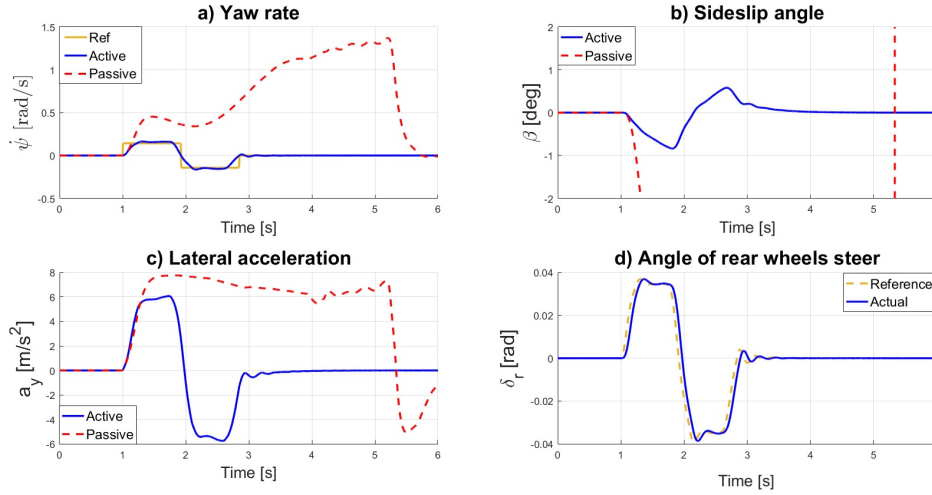 a) Yaw rate
1.5
1
0.5
0
-0.5
ψ̇ [rad/s]
Ref
Active
Passive
0 1 2 3 4 5 6
Time [s]
b) Sideslip angle
2
1
0
-1
-2
β [deg]
Active
Passive
0 1 2 3 4 5
Time [s]
c) Lateral acceleration
8
6
4
2
0
-2
-4
-6
a_y [m/s²]
Active
Passive
0 1 2 3 4 5 6
Time [s]
d) Angle of rear wheels steer
0.04
0.02
0
-0.02
-0.04
δ_r [rad]
Reference
Actual
0 1 2 3 4 5
Time [s]